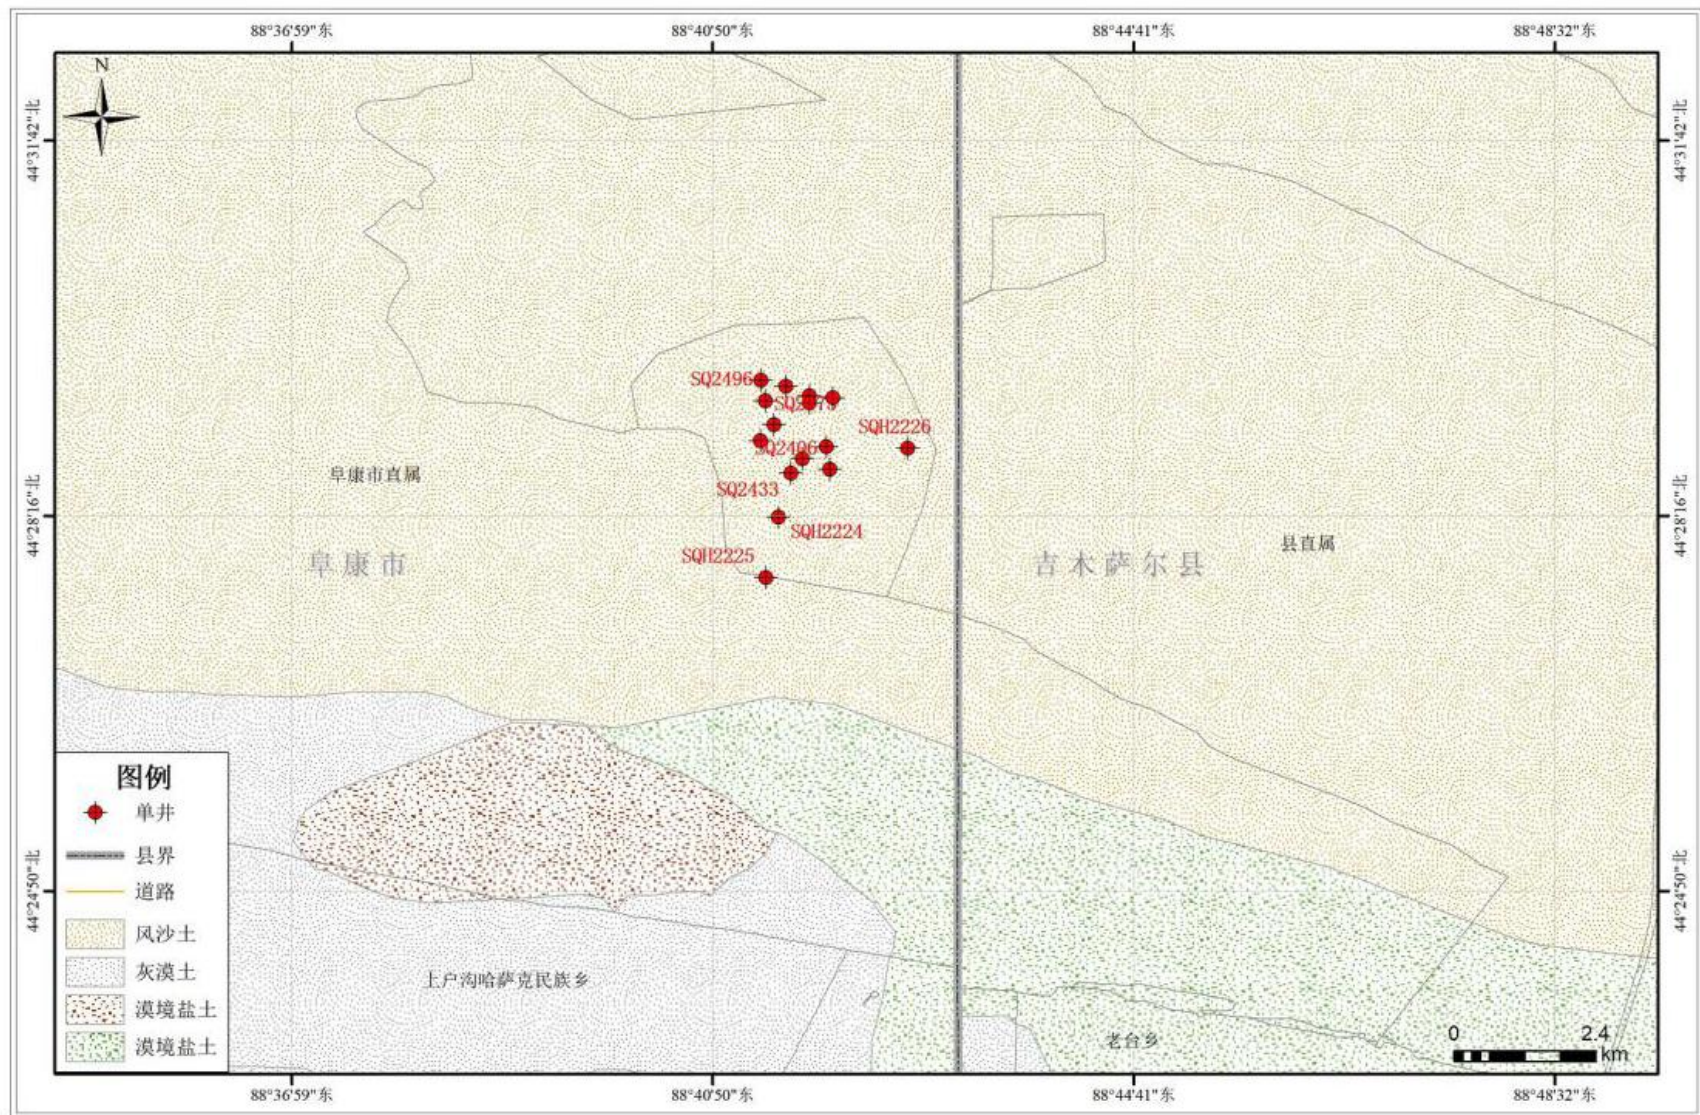 88°36'59"东
88°40'50"东
88°44'41"东
88°48'32"东
N
44°31'42"北
44°31'42"北
SQ2496
SQH2226
SQ2406
阜康市直属
SQ2433
44°28'16"北
44°28'16"北
SQH2224
县直属
SQH2225
阜康市
吉木萨尔县
图例
单井
县界
道路
44°24'50"北
44°24'50"北
风沙土
灰漠土
上户沟哈萨克民族乡
漠境盐土
漠境盐土
老台乡
0 2.4
km
88°36'59"东
88°40'50"东
88°44'41"东
88°48'32"东